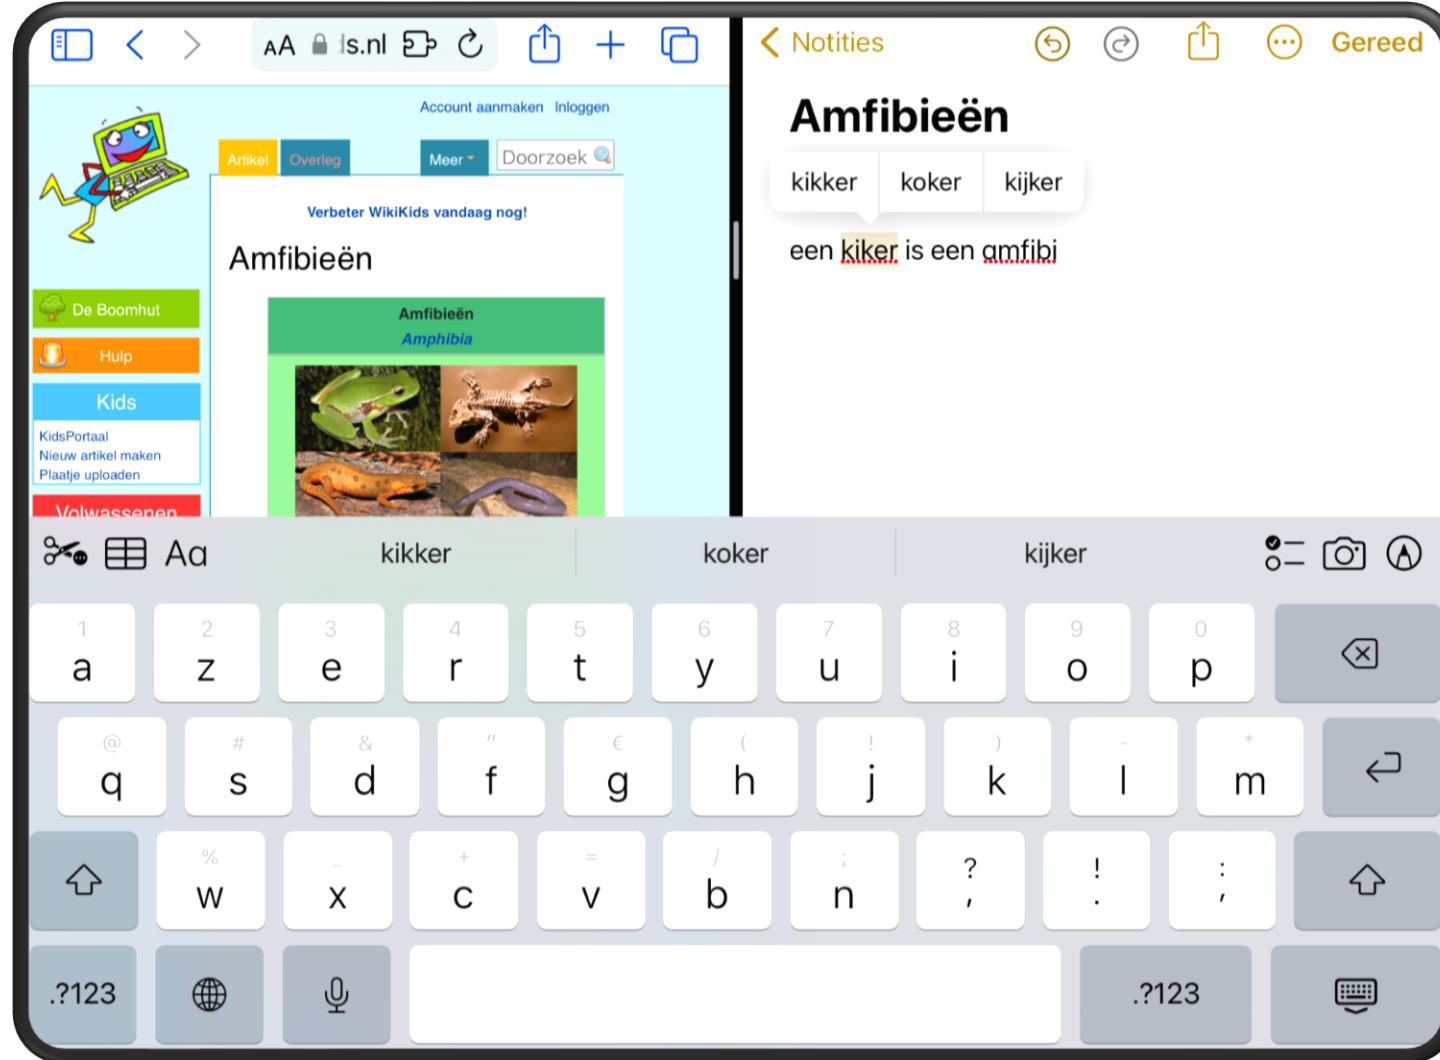 AA ds.nl
Account aanmaken Inloggen
Artikel Overleg Meer Doorzoek
Verbeter WikiKids vandaag nog!
Amfibieën
De Boomhut
Hulp
Kids
KidsPortaal
Nieuw artikel maken
Plaatje uploaden
Volwassenen
Amfibieën
Amphibia
Notities Gereed
Amfibieën
kikker koker kijker
een kiker is een amfibi
Aa kikker koker kijker
1 2 3 4 5 6 7 8 9 0
a z e r t y u i o p
@ # & " € ( ! ) - *
q s d f g h j k l m
% _ + = / ; ? ! :
w x c v b n , . ,
.?123 .?123